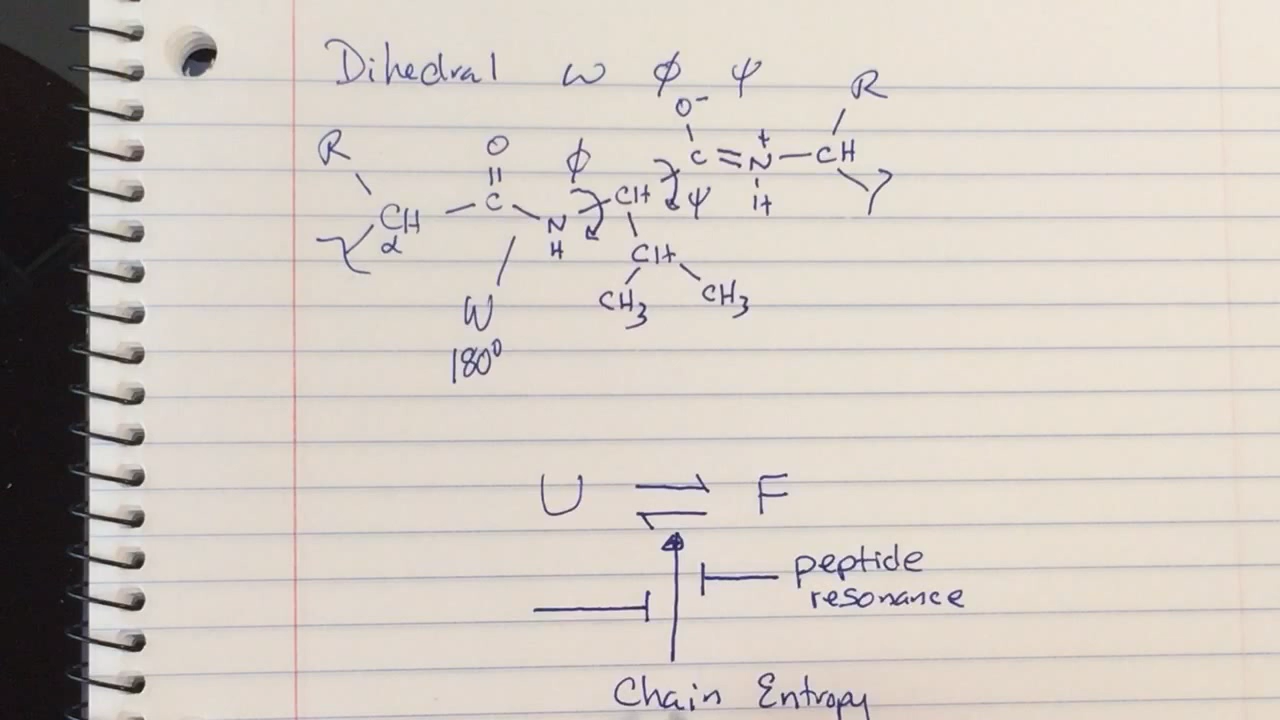 Dihedral ω ϕ ψ
O⁻ R
R O ϕ C = N⁺ — CH
CH — C N CH ψ H
α H CH
W CH3 CH3
180°
U ⇌ F
peptide
resonance
Chain Entropy